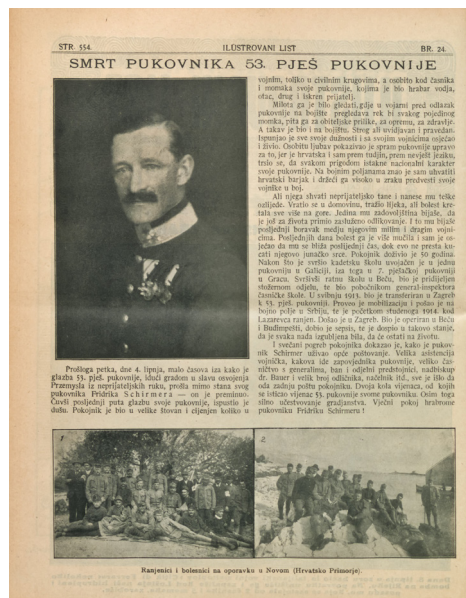 STR. 554.
ILUSTROVANI LIST
BR. 24.
SMRT PUKOVNIKA 53. PJEŠ PUKOVNIJE
Prošloga petka, dne 4. lipnja, malo časova iza kako je
glazba 53. pješ. pukovnije, idući gradom u slavu osvojenja
Przemysla iz neprijateljskih ruku, prošla mimo stana svog
pukovnika Fridrika Schirmera — on je preminuo.
Čuvši posljednji puta glazbu svoje pukovnije, ispustio je
dušu. Pokojnik je bio u velike štovan i cijenjen koliko u
vojnim, toliko u civilnim krugovima, a osobito kod časnika
i momaka svoje pukovnije, kojima je bio hrabar vodja,
otac, drug i iskren prijatelj.
Milota ga je bilo gledati, gdje u vojarni pred odlazak
pukovnije na bojište pregledava rek bi svakog pojedinog
momka, pita ga za obiteljske prilike, za opremu, za zdravlje.
A takav je bio i na bojištu. Strog ali uvidjavan i pravedan.
Ispunjao je sve svoje dužnosti i sa svojim vojnicima osjećao
i živio. Osobitu ljubav pokazivao je spram pukovnije upravo
za to, jer je hrvatska i sam prem tudjin, prem nevješt jeziku,
trsio se, da svakom prigodom istakne nacionalni karakter
svoje pukovnije. Na bojnim poljanama znao je sam uhvatiti
hrvatski barjak i držeći ga visoko u zraku predvesti svoje
vojnike u boj.
Ali njega shvati neprijateljsko tane i nanese mu teške
ozlijede. Vratio se u domovinu, tražio lijeka, ali bolest kre-
tala sve više na gore. Jedina mu zadovoljština bijaše, da
je još za života primio zasluženo odlikovanje. I to mu bijaše
posljednji boravak medju njegovim milim i dragim vojni-
cima. Posljednjih dana bolest ga je više mučila i sam je os-
jećao da mu se bliža posljednji čas, dok evo ne presta ku-
cati njegovo junačko srce. Pokojnik doživio je 50 godina.
Nakon što je svršio kadetsku školu uvojačen je u jednu
pukovniju u Galiciji, iza toga u 7. pješačkoj pukovniji
u Gracu. Svršivši ratnu školu u Beču, bio je pridijeljen
stožernom odjelu, te bio pobočnikom general-inspektora
časničke škole. U svibnju 1913. bio je transferiran u Zagreb
k 53. pješ. pukovniji. Proveo je mobilizaciju i pošao je na
bojno polje u Srbiju, te je početkom studenoga 1914. kod
Lazarevca ranjen. Došao je u Zagreb. Bio je operiran u Beču
i Budimpešti, dobio je sepsis, te je dospio u takovo stanje,
da je svaka nada izgubljena bila, da će ostati na životu.
I svečani pogreb pokojnika dokazao je, kako je pukov-
nik Schirmer uživao opće poštovanje. Velika asistencija
vojnička, kakova ide zapovjednika pukovnije, veliko čas-
ništvo s generalima, ban i odjelni predstojnici, nadbiskup
dr. Bauer i velik broj odličnika, načelnik itd., sve je išlo da
oda zadnju poštu pokojniku. Dvoja kola vijenaca, od kojih
se isticao vijenac 53. pukovnije svome pukovniku. Osim toga
silno učestvovanje gradjanstva. Vječni pokoj hrabrome
pukovniku Fridriku Schirmeru!
Ranjenici i bolesnici na oporavku u Novom (Hrvatsko Primorje).